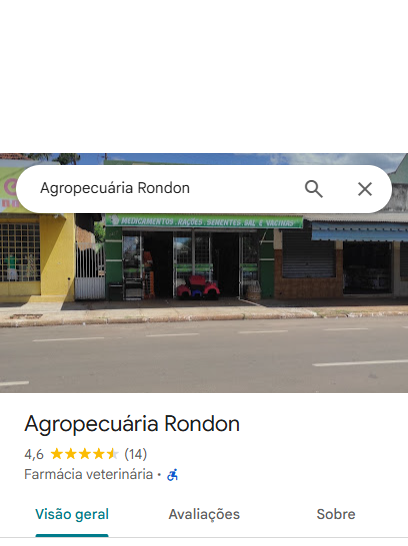 Agropecuária Rondon
MEDICAMENTOS RAÇÕES SEMENTES SAL E VACINAS
Agropecuária Rondon
4,6 (14)
Farmácia veterinária ·
Visão geral Avaliações Sobre